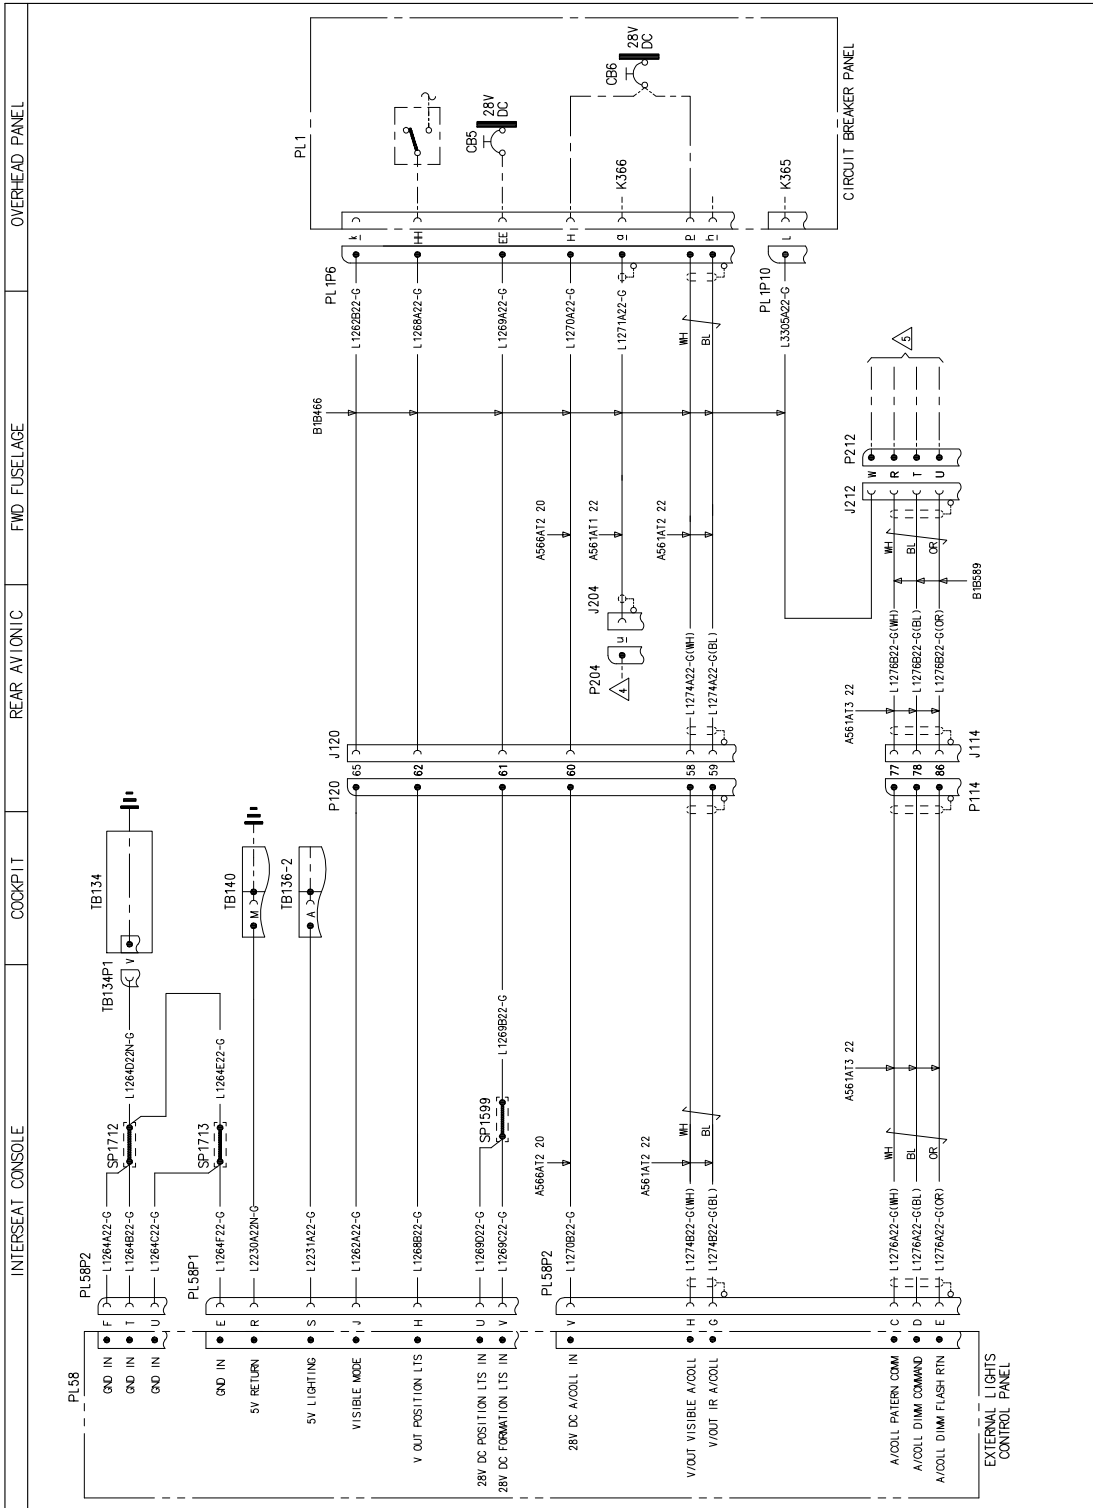 INTERSEAT CONSOLE
COCKPIT
REAR AVIONIC
FWD FUSELAGE
OVERHEAD PANEL
PL58
PL58P2
GND IN
F
L1264A22-G
GND IN
T
L1264B22-G
SP1712
L1264D22N-G
TB134P1
V
TB134
GND IN
U
L1264C22-G
PL58P1
GND IN
E
L1264F22-G
SP1713
L1264E22-G
5V RETURN
R
L2230A22N-G
M
TB140
5V LIGHTING
S
L2231A22-G
A
TB136-2
P120
J120
PL1P6
PL1
VISIBLE MODE
J
L1262A22-G
65
B1B466
L1262B22-G
k
V OUT POSITION LTS
H
L1268B22-G
62
L1268A22-G
HH
28V DC POSITION LTS IN
U
L1269D22-G
SP1599
28V DC FORMATION LTS IN
V
L1269C22-G
L1269B22-G
61
L1269A22-G
EE
CB5
28V
DC
PL58P2
A566AT2 20
A566AT2 20
28V DC A/COLL IN
V
L1270B22-G
60
L1270A22-G
H
CB6
28V
DC
P204
J204
A561AT1 22
4
u
L1271A22-G
a
K366
A561AT2 22
A561AT2 22
V/OUT VISIBLE A/COLL
H
L1274B22-G(WH)
WH
58
L1274A22-G(WH)
WH
p
V/OUT IR A/COLL
G
L1274B22-G(BL)
BL
59
L1274A22-G(BL)
BL
h
PL1P10
L3305A22-G
L
K365
CIRCUIT BREAKER PANEL
A561AT3 22
A561AT3 22
J212
P212
W
A/COLL PATERN COMM
C
L1276A22-G(WH)
WH
77
L1276B22-G(WH)
WH
R
5
A/COLL DIMM COMMAND
D
L1276A22-G(BL)
BL
78
L1276B22-G(BL)
BL
T
A/COLL DIMM FLASH RTN
E
L1276A22-G(OR)
OR
86
L1276B22-G(OR)
OR
U
P114
J114
B1B589
EXTERNAL LIGHTS
CONTROL PANEL